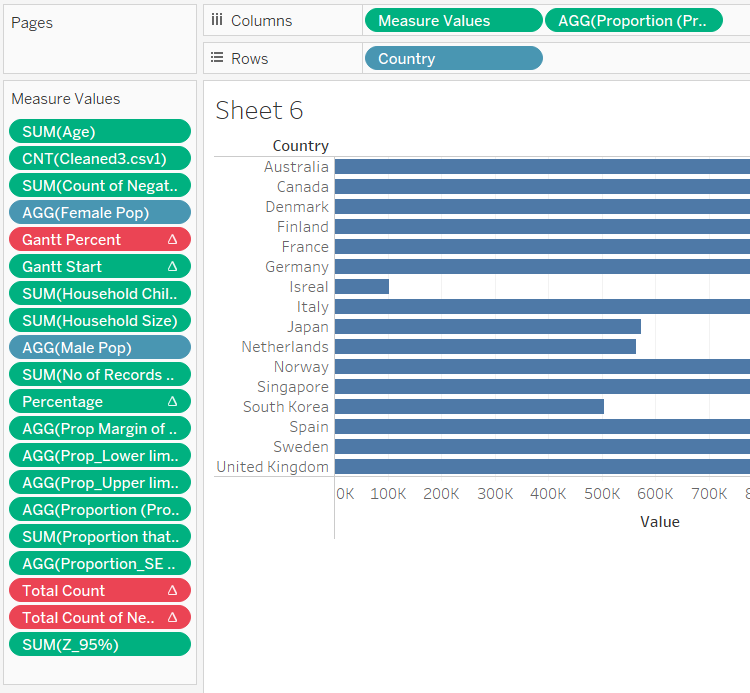 Pages
Columns
Measure Values
AGG(Proportion (Pr..
Rows
Country
Measure Values
SUM(Age)
CNT(Cleaned3.csv1)
SUM(Count of Negat..
AGG(Female Pop)
Gantt Percent Δ
Gantt Start Δ
SUM(Household Chil..
SUM(Household Size)
AGG(Male Pop)
SUM(No of Records ..
Percentage Δ
AGG(Prop Margin of ..
AGG(Prop_Lower lim..
AGG(Prop_Upper lim..
AGG(Proportion (Pro..
SUM(Proportion that..
AGG(Proportion_SE ..
Total Count Δ
Total Count of Ne.. Δ
SUM(Z_95%)
Sheet 6
Country
Australia
Canada
Denmark
Finland
France
Germany
Isreal
Italy
Japan
Netherlands
Norway
Singapore
South Korea
Spain
Sweden
United Kingdom
0K 100K 200K 300K 400K 500K 600K 700K
Value